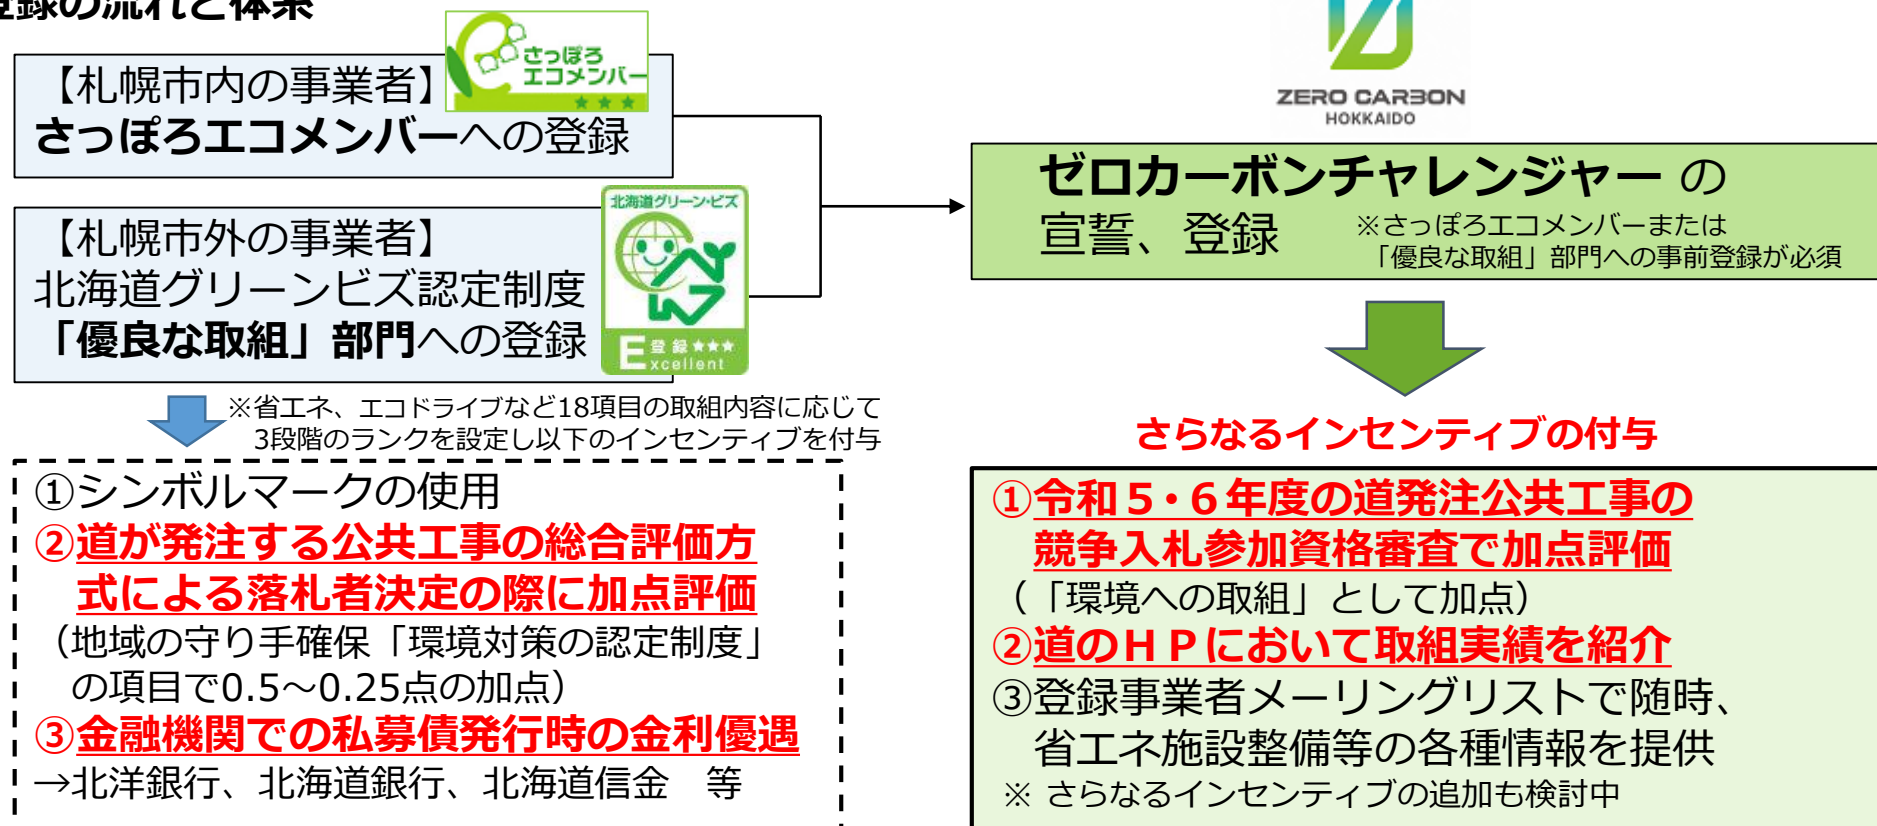 登録の流れと体系
【札幌市内の事業者】
さっぽろエコメンバーへの登録
さっぽろ
エコメンバー
★★★
【札幌市外の事業者】
北海道グリーンビズ認定制度
「優良な取組」部門への登録
北海道グリーン・ビズ
E登録★★★
xcellent
※省エネ、エコドライブなど18項目の取組内容に応じて
3段階のランクを設定し以下のインセンティブを付与
①シンボルマークの使用
②道が発注する公共工事の総合評価方
式による落札者決定の際に加点評価
（地域の守り手確保「環境対策の認定制度」
の項目で0.5～0.25点の加点）
③金融機関での私募債発行時の金利優遇
→北洋銀行、北海道銀行、北海道信金　等
ZERO CARBON
HOKKAIDO
ゼロカーボンチャレンジャー の
宣誓、登録
※さっぽろエコメンバーまたは
「優良な取組」部門への事前登録が必須
さらなるインセンティブの付与
①令和５・６年度の道発注公共工事の
競争入札参加資格審査で加点評価
（「環境への取組」として加点）
②道のＨＰにおいて取組実績を紹介
③登録事業者メーリングリストで随時、
省エネ施設整備等の各種情報を提供
※ さらなるインセンティブの追加も検討中